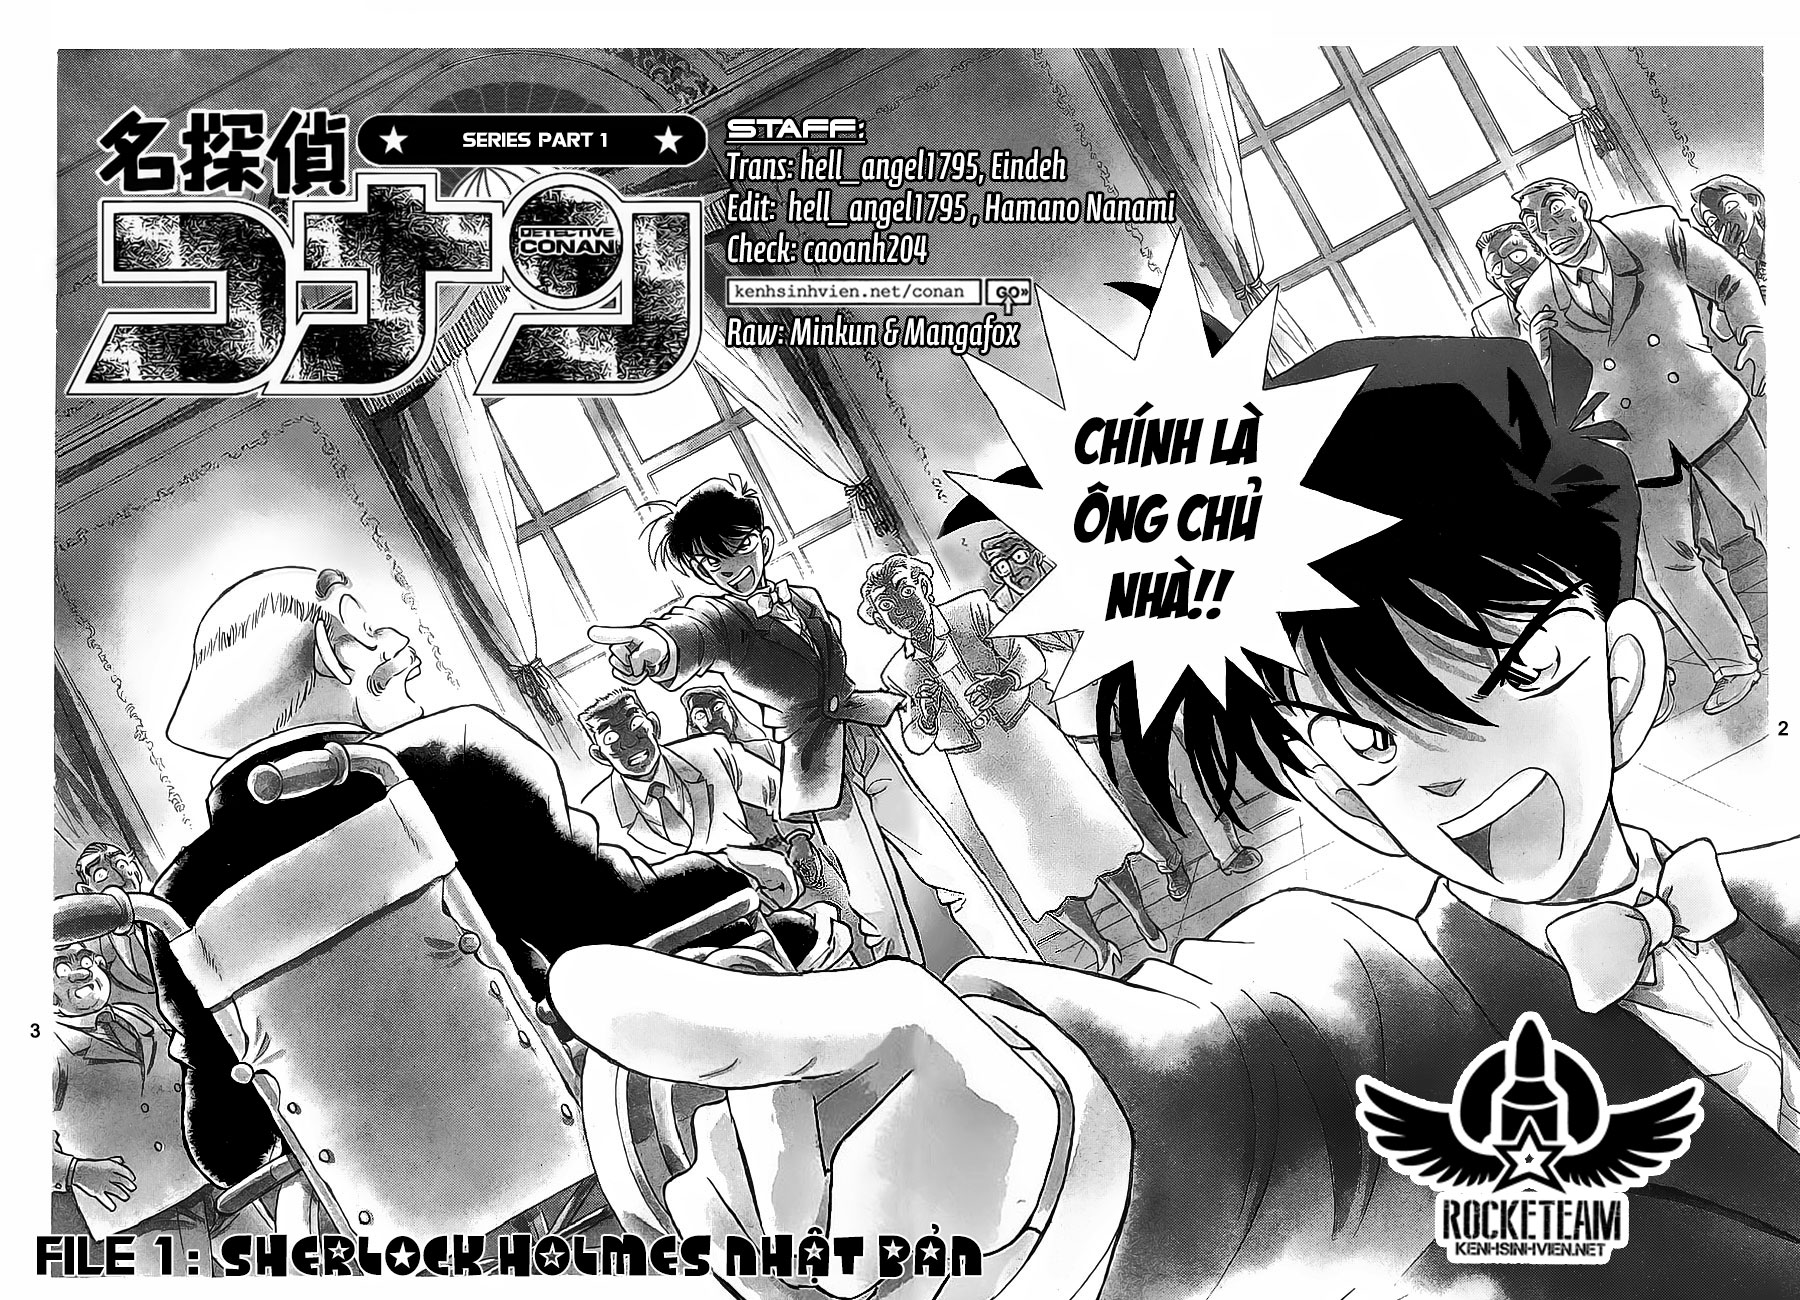 名探偵
SERIES PART 1
コナン
DETECTIVE
CONAN
STAFF:
Trans: hell_angel1795, Eindeh
Edit: hell_angel1795 , Hamano Nanami
Check: caoanh204
kenhsinhvien.net/conan GO»
Raw: Minkun & Mangafox
CHÍNH LÀ
ÔNG CHỦ
NHÀ!!
2
3
ROCKETEAM
KENHSINHVIEN.NET
FILE 1: SHERLOCK HOLMES NHẬT BẢN